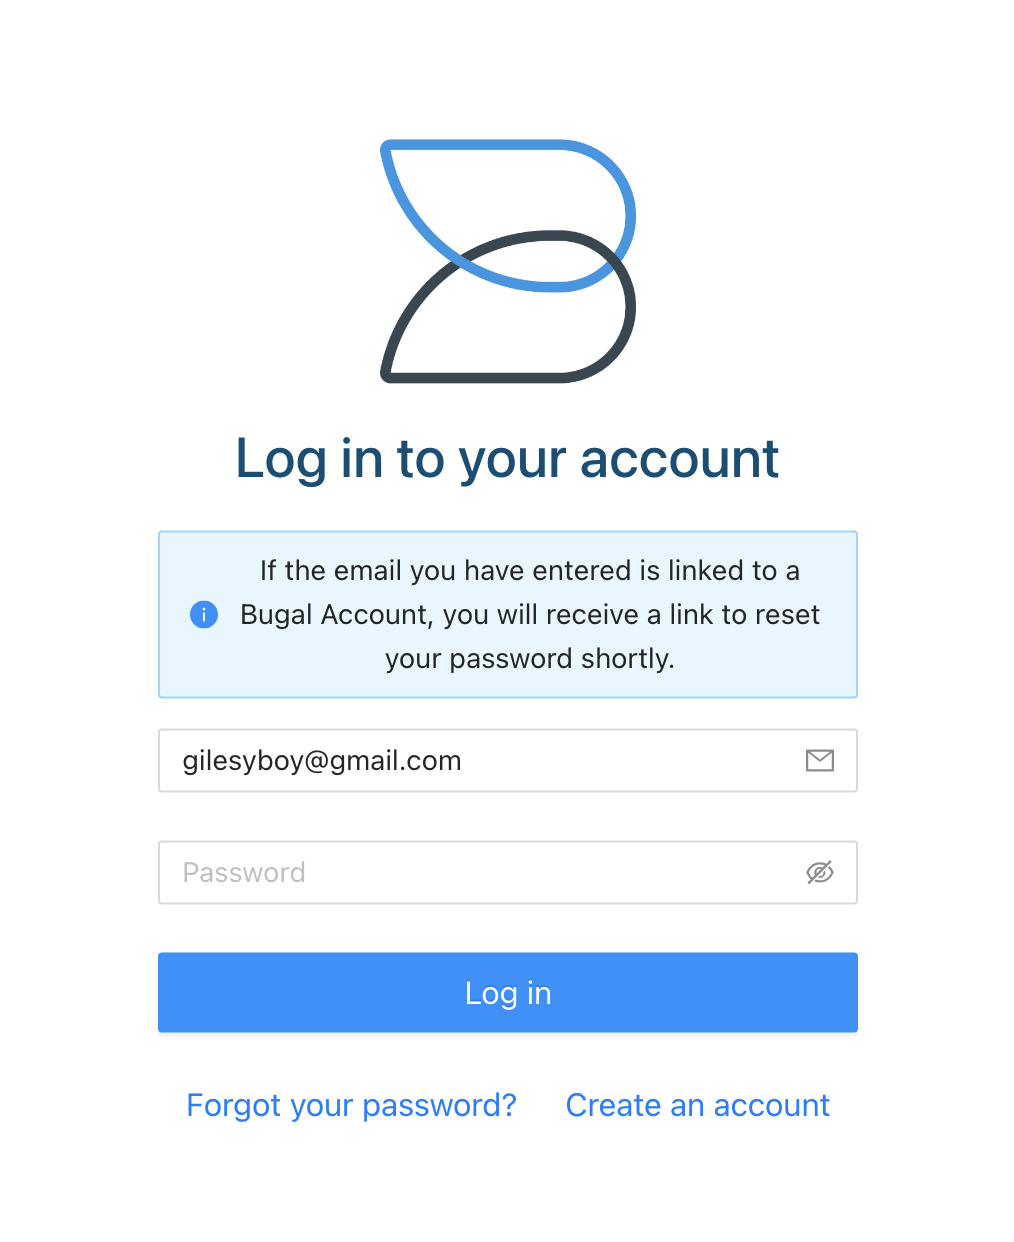 Log in to your account
If the email you have entered is linked to a
Bugal Account, you will receive a link to reset
your password shortly.
gilesyboy@gmail.com
Password
Log in
Forgot your password? Create an account